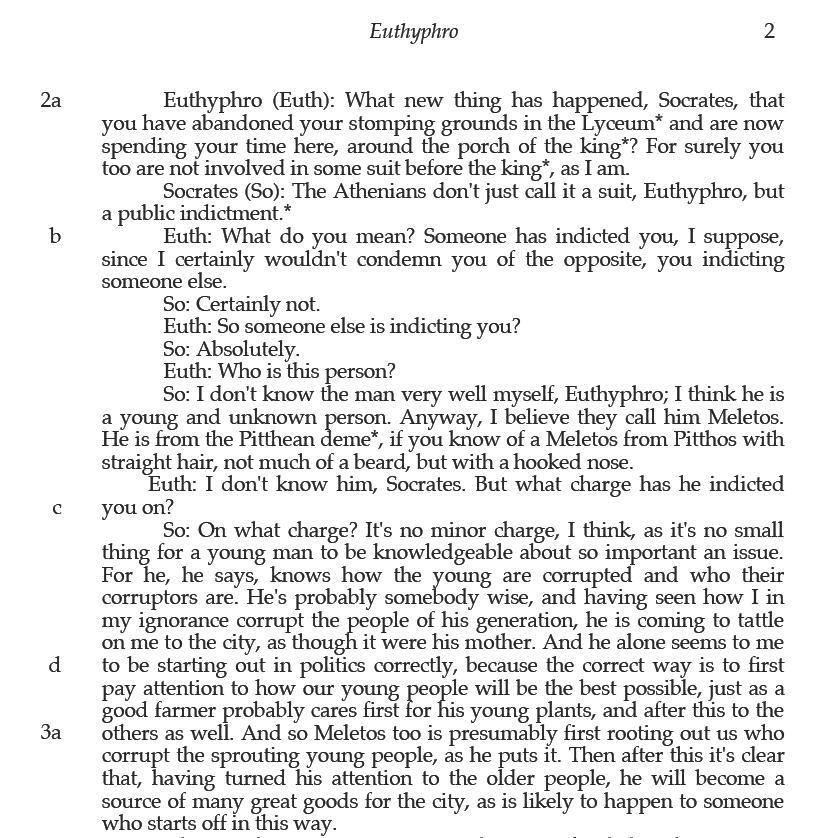 Euthyphro 2
2a Euthyphro (Euth): What new thing has happened, Socrates, that
you have abandoned your stomping grounds in the Lyceum* and are now
spending your time here, around the porch of the king*? For surely you
too are not involved in some suit before the king*, as I am.
Socrates (So): The Athenians don't just call it a suit, Euthyphro, but
a public indictment.*
b Euth: What do you mean? Someone has indicted you, I suppose,
since I certainly wouldn't condemn you of the opposite, you indicting
someone else.
So: Certainly not.
Euth: So someone else is indicting you?
So: Absolutely.
Euth: Who is this person?
So: I don't know the man very well myself, Euthyphro; I think he is
a young and unknown person. Anyway, I believe they call him Meletos.
He is from the Pitthean deme*, if you know of a Meletos from Pitthos with
straight hair, not much of a beard, but with a hooked nose.
Euth: I don't know him, Socrates. But what charge has he indicted
c you on?
So: On what charge? It's no minor charge, I think, as it's no small
thing for a young man to be knowledgeable about so important an issue.
For he, he says, knows how the young are corrupted and who their
corruptors are. He's probably somebody wise, and having seen how I in
my ignorance corrupt the people of his generation, he is coming to tattle
on me to the city, as though it were his mother. And he alone seems to me
d to be starting out in politics correctly, because the correct way is to first
pay attention to how our young people will be the best possible, just as a
good farmer probably cares first for his young plants, and after this to the
3a others as well. And so Meletos too is presumably first rooting out us who
corrupt the sprouting young people, as he puts it. Then after this it's clear
that, having turned his attention to the older people, he will become a
source of many great goods for the city, as is likely to happen to someone
who starts off in this way.